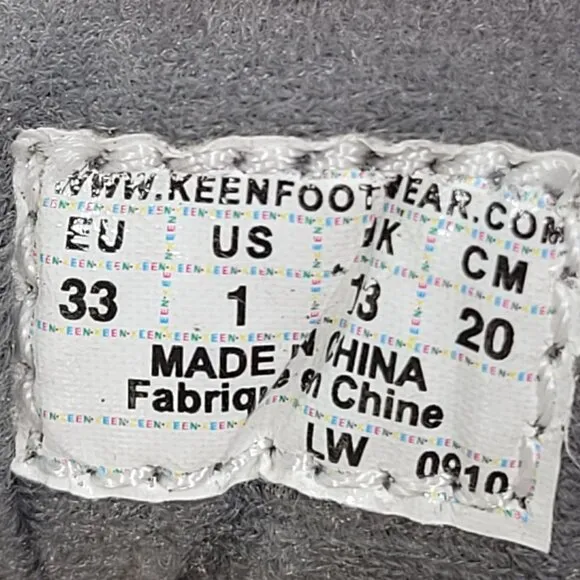 WWW.KEENFOOTWEAR.COM
EU US UK CM
33 1 13 20
MADE IN CHINA
Fabriqué en Chine
LW 0910